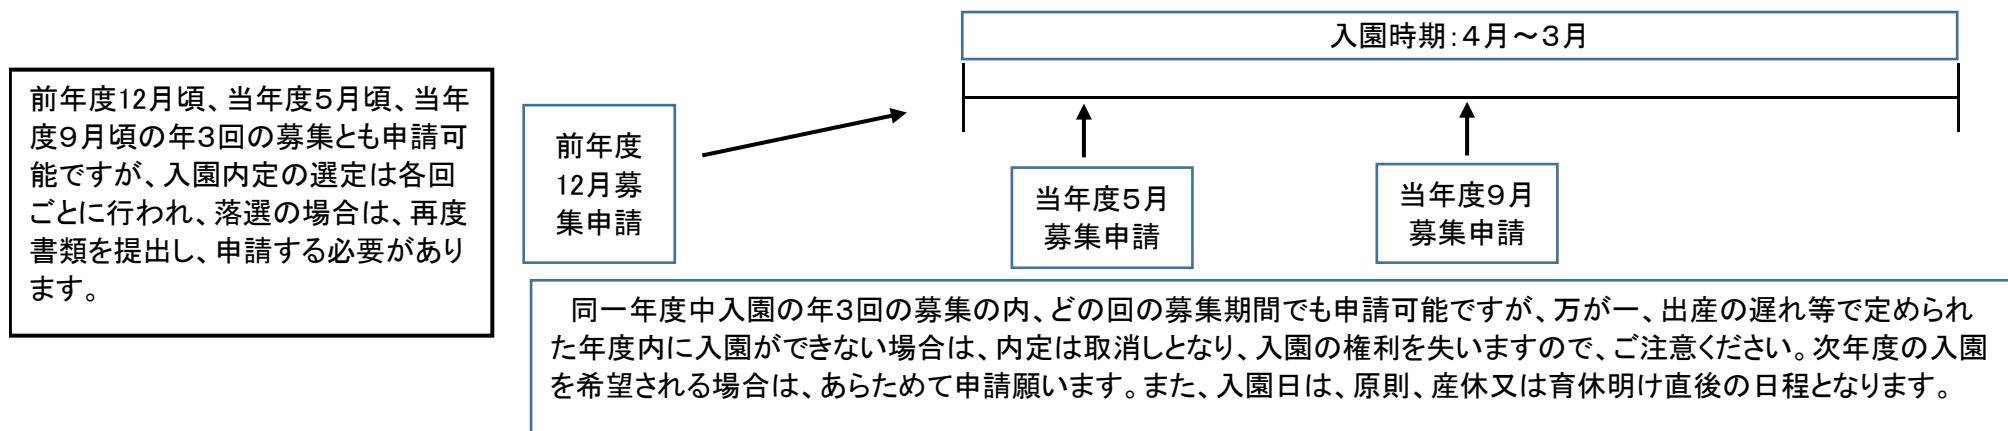 入園時期：４月～３月
前年度12月頃、当年度５月頃、当年
度９月頃の年３回の募集とも申請可
能ですが、入園内定の選定は各回
ごとに行われ、落選の場合は、再度
書類を提出し、申請する必要があり
ます。
前年度
12月募
集申請
当年度５月
募集申請
当年度９月
募集申請
同一年度中入園の年３回の募集の内、どの回の募集期間でも申請可能ですが、万が一、出産の遅れ等で定められ
た年度内に入園ができない場合は、内定は取消しとなり、入園の権利を失いますので、ご注意ください。次年度の入園
を希望される場合は、あらためて申請願います。また、入園日は、原則、産休又は育休明け直後の日程となります。